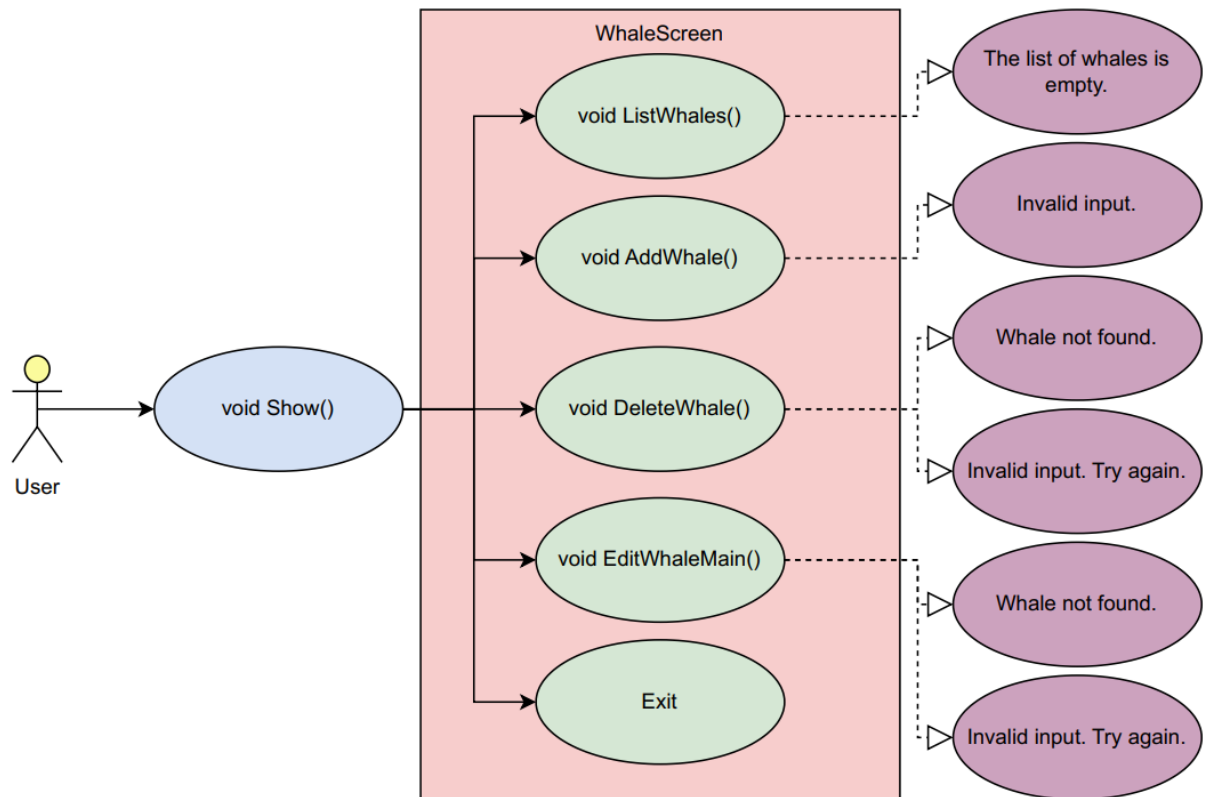 WhaleScreen
The list of whales is
empty.
void ListWhales()
Invalid input.
void AddWhale()
Whale not found.
void Show()
void DeleteWhale()
Invalid input. Try again.
User
void EditWhaleMain()
Whale not found.
Exit
Invalid input. Try again.